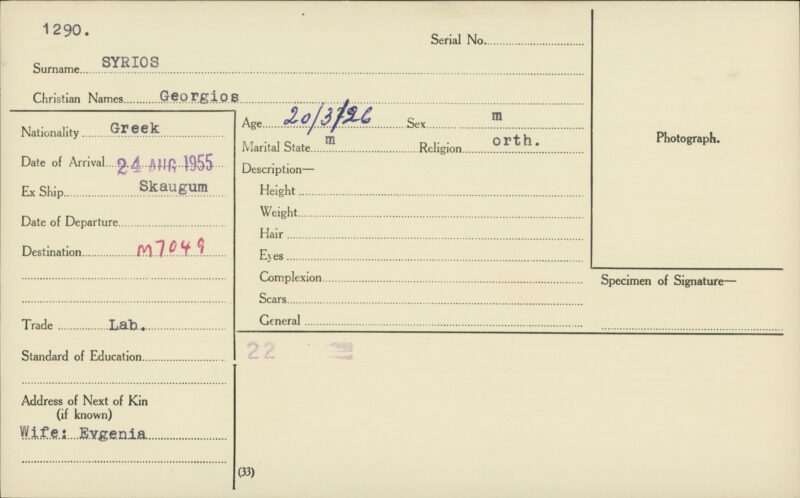 1290.
Serial No.
Surname SYRIOS
Christian Names Georgios
Nationality Greek
Date of Arrival 24 AUG 1955
Ex Ship Skaugum
Date of Departure
Destination M7049
Trade Lab.
Standard of Education
Address of Next of Kin
(if known)
Wife: Evgenia
Age 20/3/26 Sex m
Marital State m Religion orth.
Description—
Height
Weight
Hair
Eyes
Complexion
Scars
General
22
(33)
Photograph.
Specimen of Signature—